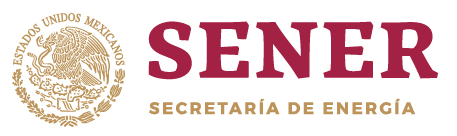 ESTADOS UNIDOS MEXICANOS
SENER
SECRETARÍA DE ENERGÍA